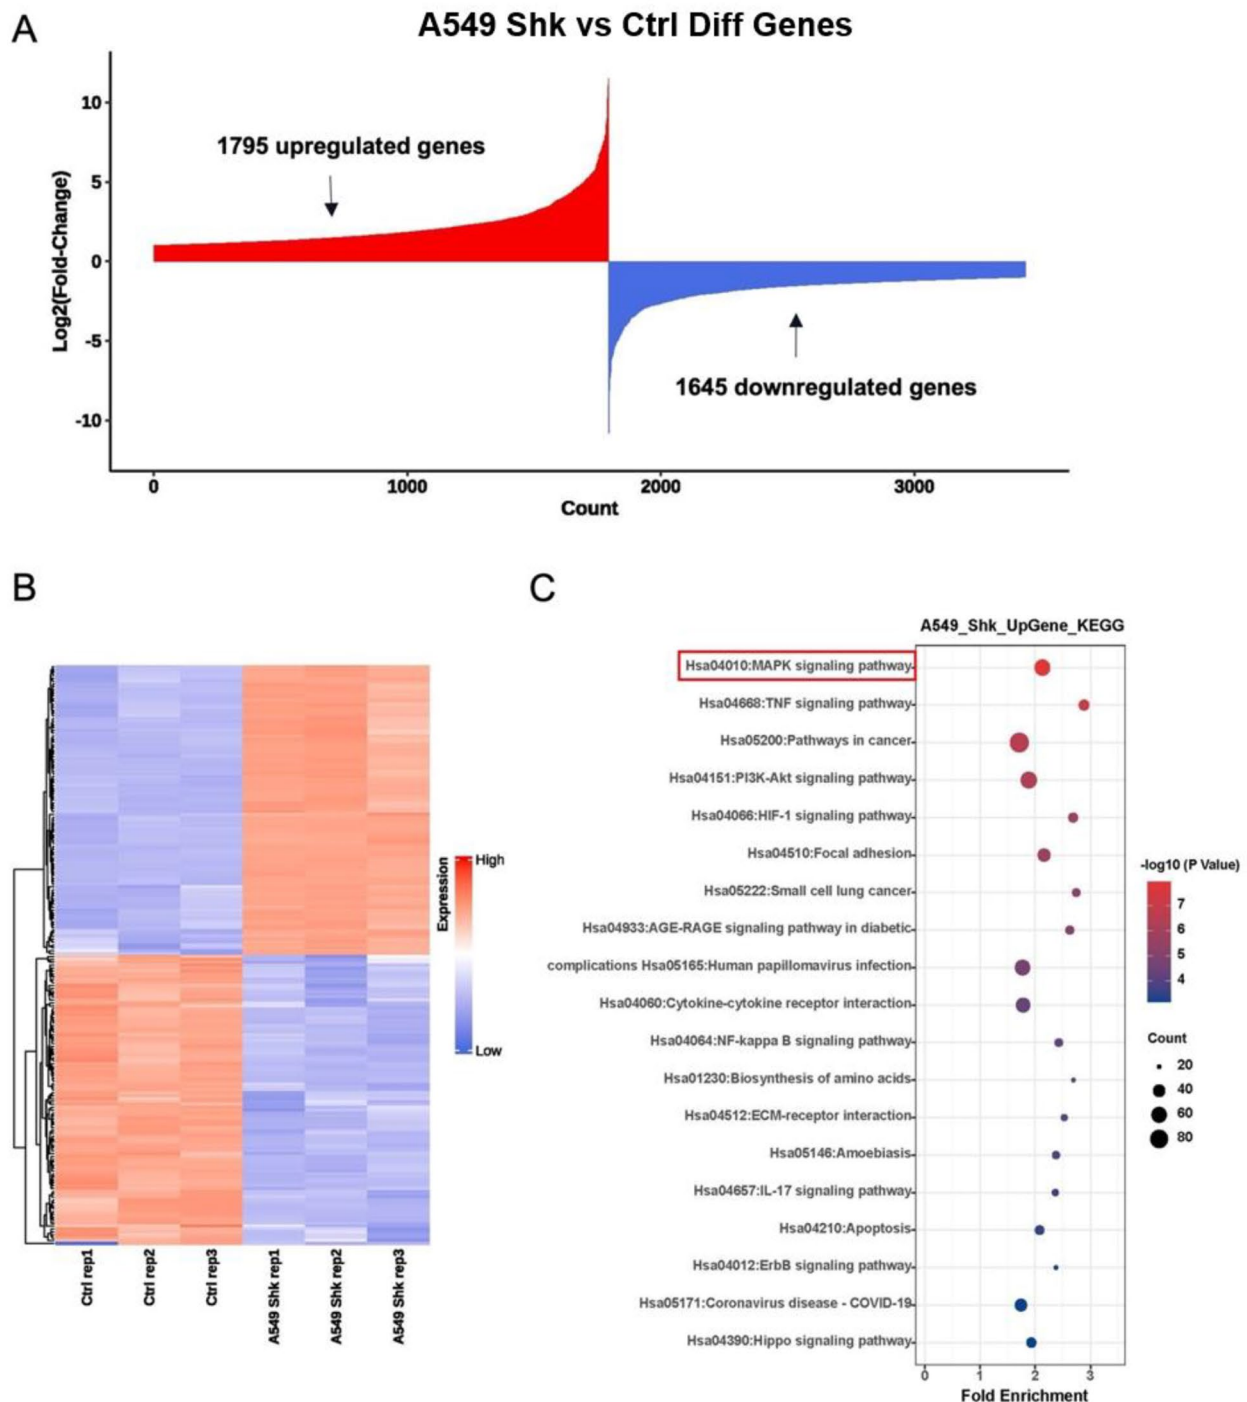 A
A549 Shk vs Ctrl Diff Genes
10
5
0
-5
-10
Log2(Fold-Change)
1795 upregulated genes
1645 downregulated genes
0
1000
2000
3000
Count
B
High
Low
Expression
Ctrl rep1
Ctrl rep2
Ctrl rep3
A549 Shk rep1
A549 Shk rep2
A549 Shk rep3
C
A549_Shk_UpGene_KEGG
Hsa04010:MAPK signaling pathway
Hsa04668:TNF signaling pathway
Hsa05200:Pathways in cancer
Hsa04151:PI3K-Akt signaling pathway
Hsa04066:HIF-1 signaling pathway
Hsa04510:Focal adhesion
Hsa05222:Small cell lung cancer
Hsa04933:AGE-RAGE signaling pathway in diabetic
complications Hsa05165:Human papillomavirus infection
Hsa04060:Cytokine-cytokine receptor interaction
Hsa04064:NF-kappa B signaling pathway
Hsa01230:Biosynthesis of amino acids
Hsa04512:ECM-receptor interaction
Hsa05146:Amoebiasis
Hsa04657:IL-17 signaling pathway
Hsa04210:Apoptosis
Hsa04012:ErbB signaling pathway
Hsa05171:Coronavirus disease - COVID-19
Hsa04390:Hippo signaling pathway
0
1
2
3
Fold Enrichment
-log10 (P Value)
7
6
5
4
Count
20
40
60
80